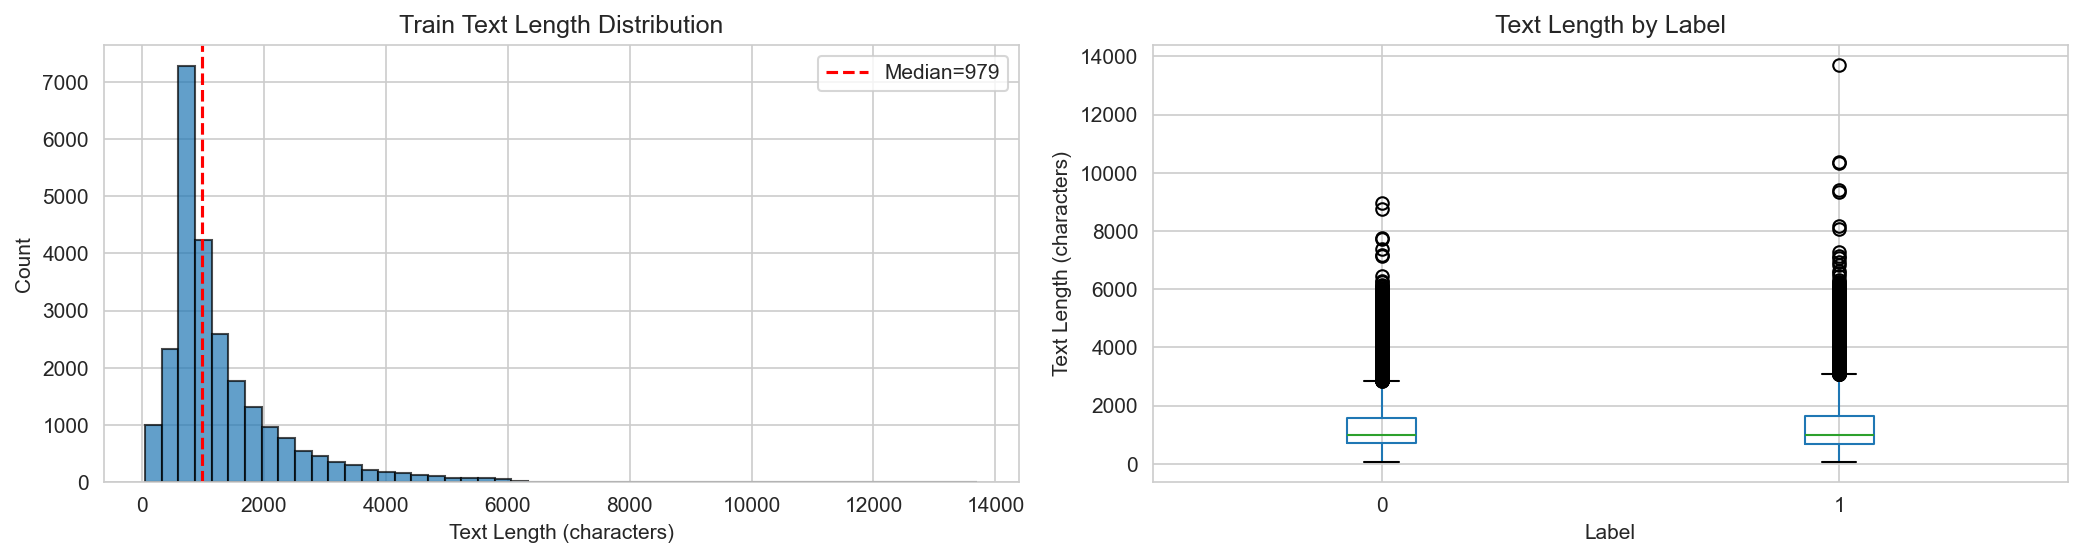 Train Text Length Distribution
7000
6000
5000
4000
3000
2000
1000
0
Count
Median=979
0 2000 4000 6000 8000 10000 12000 14000
Text Length (characters)
Text Length by Label
14000
12000
10000
8000
6000
4000
2000
0
Text Length (characters)
0 1
Label